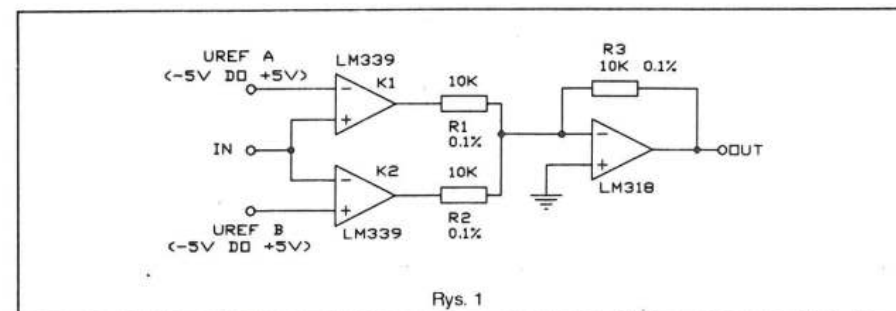 UREF A
(-5V DO +5V)
LM339
K1
-
+
10K
R1
0.1%
R3
10K 0.1%
IN
-
+
OUT
LM318
K2
-
+
10K
R2
0.1%
UREF B
(-5V DO +5V)
LM339
Rys. 1